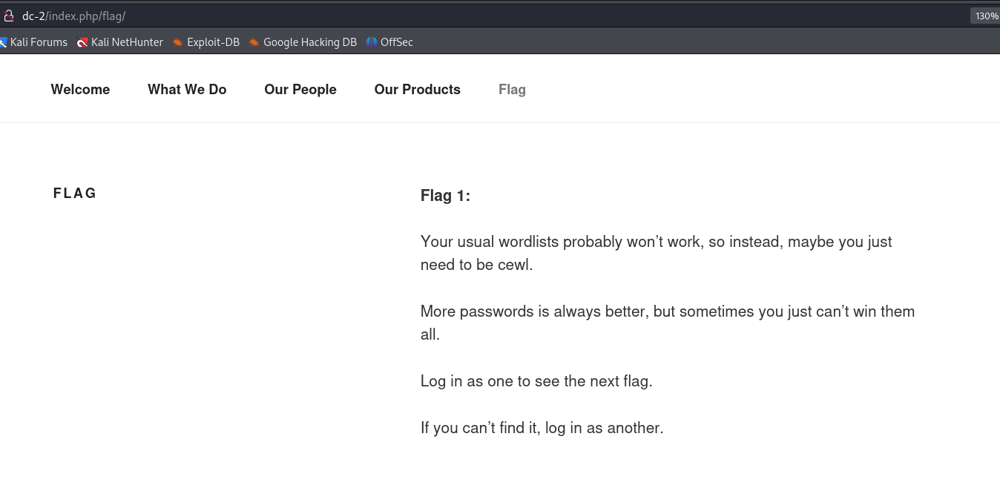 dc-2/index.php/flag/
130%
Kali Forums Kali NetHunter Exploit-DB Google Hacking DB OffSec
Welcome What We Do Our People Our Products Flag
FLAG
Flag 1:
Your usual wordlists probably won’t work, so instead, maybe you just
need to be cewl.
More passwords is always better, but sometimes you just can’t win them
all.
Log in as one to see the next flag.
If you can’t find it, log in as another.